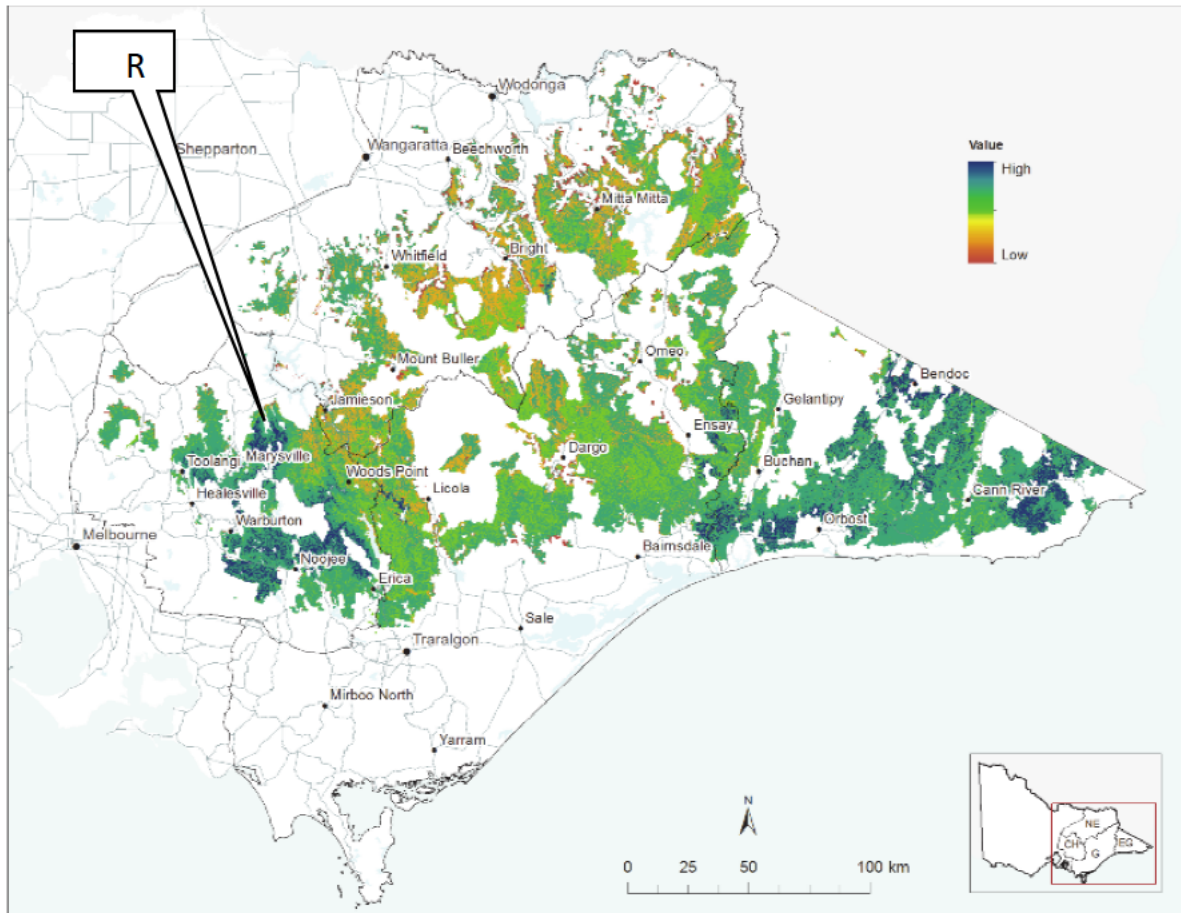 R
Wodonga
Shepparton
Wangaratta
Beechworth
Value
High
Low
Mitta Mitta
Whitfield
Bright
Mount Buller
Omeo
Bendoc
Jamieson
Gelantipy
Marysville
Ensay
Toolangi
Dargo
Buchan
Woods Point
Licola
Healesville
Cann River
Warburton
Orbost
Melbourne
Noojee
Bairnsdale
Erica
Sale
Traralgon
Mirboo North
Yarram
N
0 25 50 100 km
NE
CH
G
EG